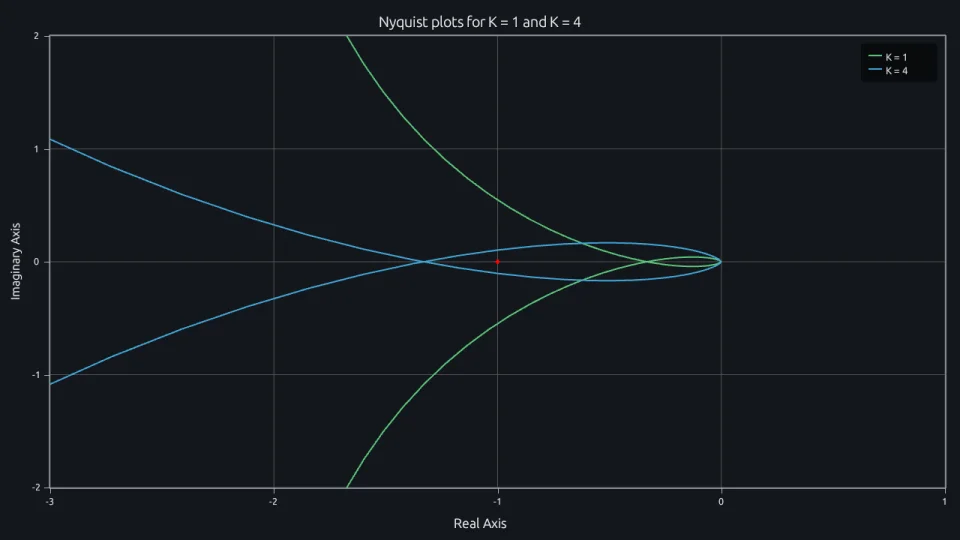 Nyquist plots for K = 1 and K = 4
K = 1
K = 4
2
1
0
-1
-2
-3
-2
-1
0
1
Imaginary Axis
Real Axis